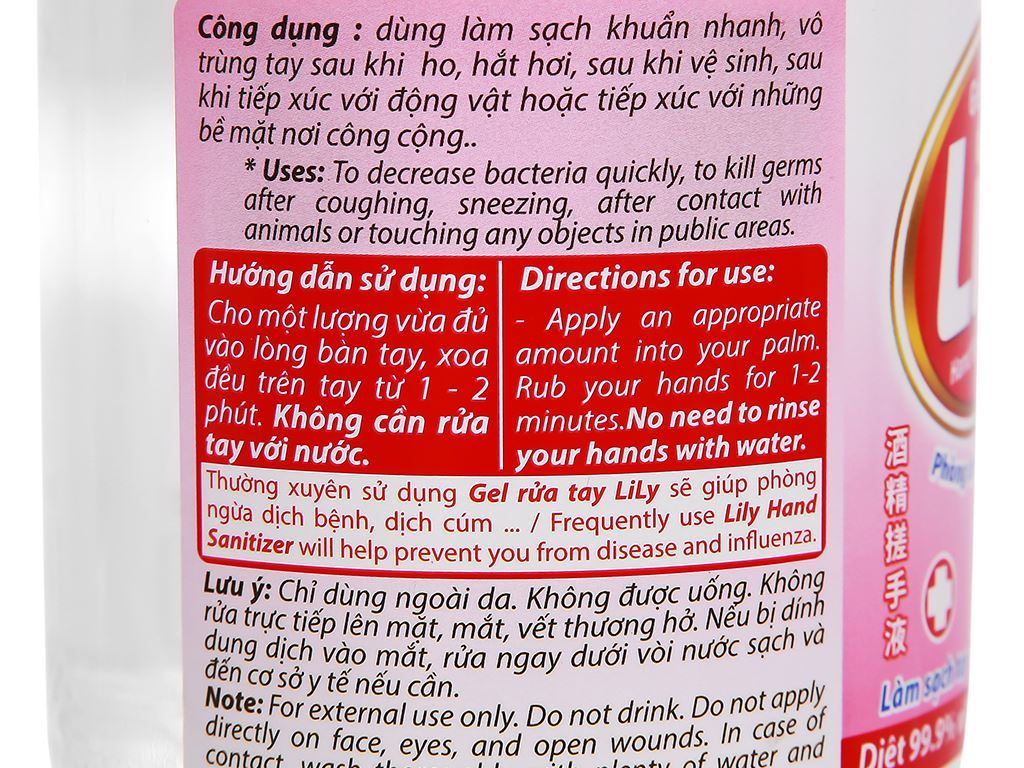 Công dụng : dùng làm sạch khuẩn nhanh, vô
trùng tay sau khi ho, hắt hơi, sau khi vệ sinh, sau
khi tiếp xúc với động vật hoặc tiếp xúc với những
bề mặt nơi công cộng..
* Uses: To decrease bacteria quickly, to kill germs
after coughing, sneezing, after contact with
animals or touching any objects in public areas.
Hướng dẫn sử dụng:
Cho một lượng vừa đủ
vào lòng bàn tay, xoa
đều trên tay từ 1 - 2
phút. Không cần rửa
tay với nước.
Directions for use:
- Apply an appropriate
amount into your palm.
Rub your hands for 1-2
minutes.No need to rinse
your hands with water.
Thường xuyên sử dụng Gel rửa tay LiLy sẽ giúp phòng
ngừa dịch bệnh, dịch cúm ... / Frequently use Lily Hand
Sanitizer will help prevent you from disease and influenza.
Lưu ý: Chỉ dùng ngoài da. Không được uống. Không
rửa trực tiếp lên mặt, mắt, vết thương hở. Nếu bị dính
dung dịch vào mắt, rửa ngay dưới vòi nước sạch và
đến cơ sở y tế nếu cần.
Note: For external use only. Do not drink. Do not apply
directly on face, eyes, and open wounds. In case of
contact, wash thoroughly with plenty of water and
酒精搓手液
Làm sạch
Diệt 99.9%